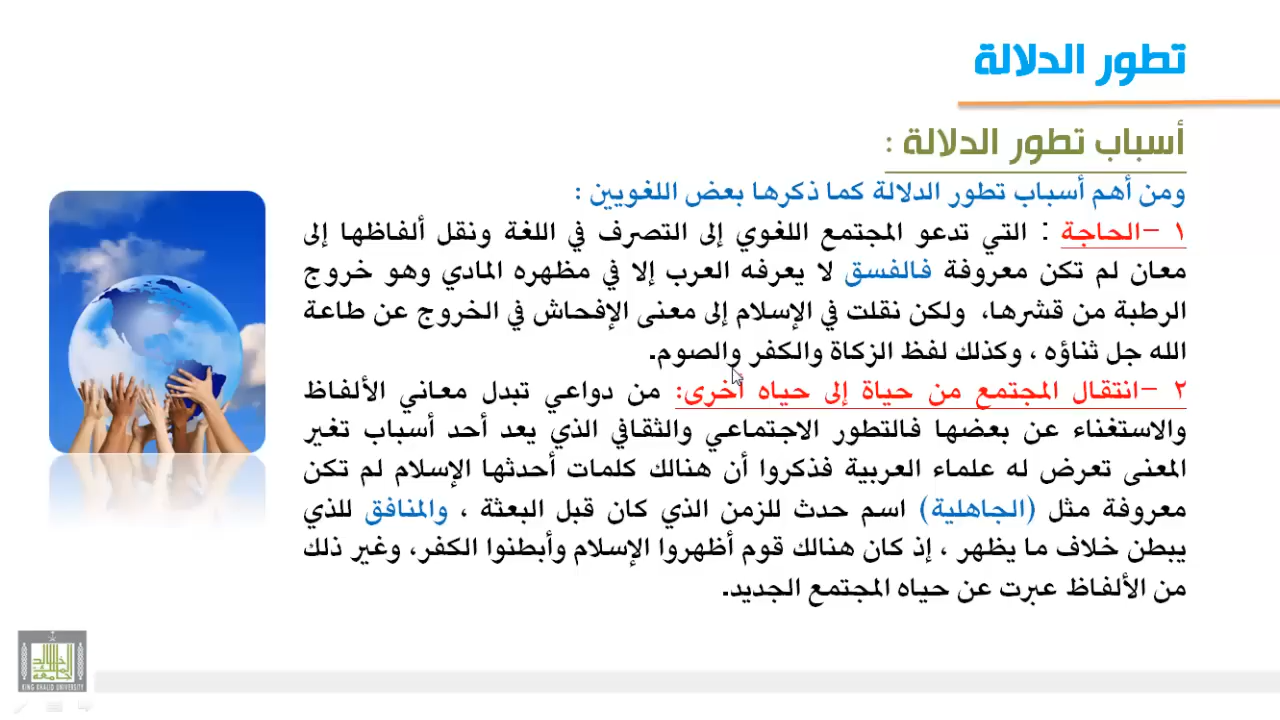 تطور الدلالة
أسباب تطور الدلالة :
ومن أهم أسباب تطور الدلالة كما ذكرها بعض اللغويين :
١ -الحاجة : التي تدعو المجتمع اللغوي إلى التصرف في اللغة ونقل ألفاظها إلى
معان لم تكن معروفة فالفسق لا يعرفه العرب إلا في مظهره المادي وهو خروج
الرطبة من قشرها، ولكن نقلت في الإسلام إلى معنى الإفحاش في الخروج عن طاعة
الله جل ثناؤه ، وكذلك لفظ الزكاة والكفر والصوم.
٢ -انتقال المجتمع من حياة إلى حياه أخرى: من دواعي تبدل معاني الألفاظ
والاستغناء عن بعضها فالتطور الاجتماعي والثقافي الذي يعد أحد أسباب تغير
المعنى تعرض له علماء العربية فذكروا أن هنالك كلمات أحدثها الإسلام لم تكن
معروفة مثل (الجاهلية) اسم حدث للزمن الذي كان قبل البعثة ، والمنافق للذي
يبطن خلاف ما يظهر ، إذ كان هنالك قوم أظهروا الإسلام وأبطنوا الكفر، وغير ذلك
من الألفاظ عبرت عن حياه المجتمع الجديد.
جامعة الملك خالد
KING KHALID UNIVERSITY